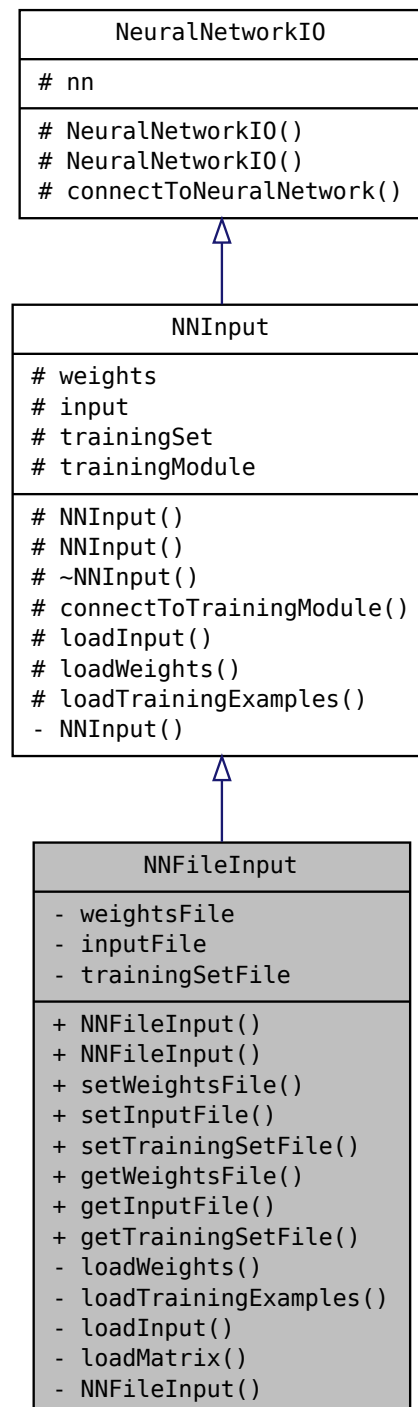 NeuralNetworkIO
# nn
# NeuralNetworkIO()
# NeuralNetworkIO()
# connectToNeuralNetwork()
NNInput
# weights
# input
# trainingSet
# trainingModule
# NNInput()
# NNInput()
# ~NNInput()
# connectToTrainingModule()
# loadInput()
# loadWeights()
# loadTrainingExamples()
- NNInput()
NNFileInput
- weightsFile
- inputFile
- trainingSetFile
+ NNFileInput()
+ NNFileInput()
+ setWeightsFile()
+ setInputFile()
+ setTrainingSetFile()
+ getWeightsFile()
+ getInputFile()
+ getTrainingSetFile()
- loadWeights()
- loadTrainingExamples()
- loadInput()
- loadMatrix()
- NNFileInput()